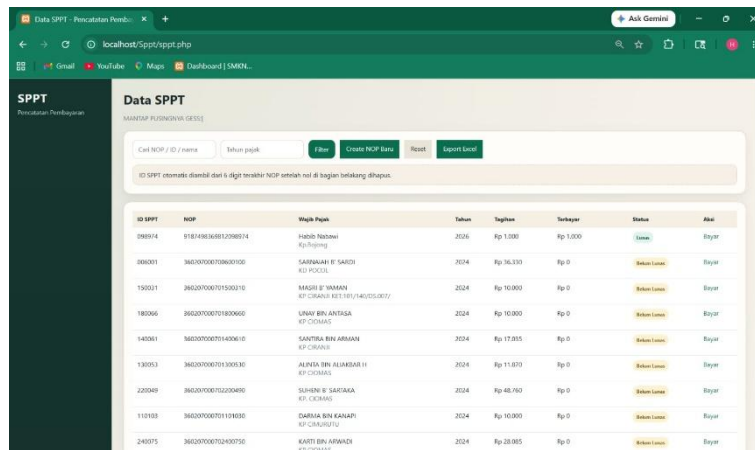 Data SPPT - Pencatatan Pemba
Ask Gemini
localhost/Sppt/sppt.php
Gmail YouTube Maps Dashboard | SMKN...
SPPT
Pencatatan Pembayaran
Data SPPT
MANTAP PUSINGNYA GESS
Cari NOP / ID / nama Tahun pajak Filter Create NOP Baru Reset Export Excel
ID SPPT otomatis diambil dari 6 digit terakhir NOP setelah nol di bagian belakang dihapus.
ID SPPT NOP Wajib Pajak Tahun Tagihan Terbayar Status Aksi
098974 9187498369812098974 Habib Nabawi 2026 Rp 1.000 Rp 1.000 Lunas Bayar
006001 360207000700600100 SARNAIAH B' SARDI 2024 Rp 36.330 Rp 0 Belum Lunas Bayar
KD POCOL
150031 360207000701500310 MASRI B' YAMAN 2024 Rp 10.000 Rp 0 Belum Lunas Bayar
KP CIRANJI KET:101/140/DS.007/
180066 360207000701800660 UNAY BIN ANTASA 2024 Rp 10.000 Rp 0 Belum Lunas Bayar
KP CIOMAS
140061 360207000701400610 SANTIRA BIN ARMAN 2024 Rp 17.055 Rp 0 Belum Lunas Bayar
KP CIRANJI
130053 360207000701300530 ALINTA BIN ALIAKBAR H 2024 Rp 11.870 Rp 0 Belum Lunas Bayar
KP CIOMAS
220049 360207000702200490 SUHENI B' SARTAKA 2024 Rp 48.760 Rp 0 Belum Lunas Bayar
KP. CIOMAS
110103 360207000701101030 DARMA BIN KANAPI 2024 Rp 10.000 Rp 0 Belum Lunas Bayar
KP CIMURUTU
240075 360207000702400750 KARTI BIN ARWADI 2024 Rp 28.085 Rp 0 Belum Lunas Bayar
KP CIOMAS